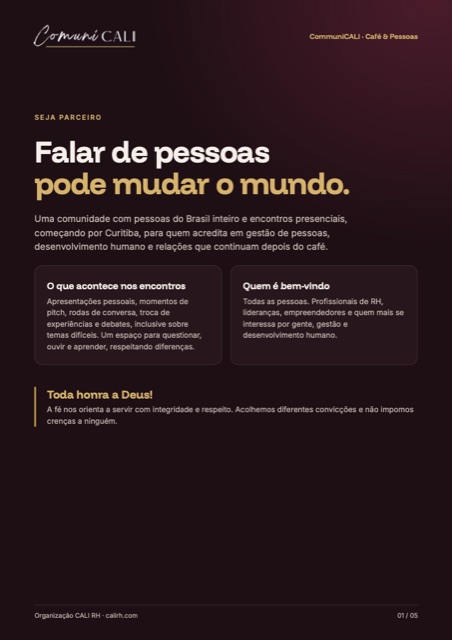 Comuni CALI
CommuniCALI · Café & Pessoas
SEJA PARCEIRO
Falar de pessoas
pode mudar o mundo.
Uma comunidade com pessoas do Brasil inteiro e encontros presenciais,
começando por Curitiba, para quem acredita em gestão de pessoas,
desenvolvimento humano e relações que continuam depois do café.
O que acontece nos encontros
Apresentações pessoais, momentos de
pitch, rodas de conversa, troca de
experiências e debates, inclusive sobre
temas difíceis. Um espaço para questionar,
ouvir e aprender, respeitando diferenças.
Quem é bem-vindo
Todas as pessoas. Profissionais de RH,
lideranças, empreendedores e quem mais se
interessa por gente, gestão e
desenvolvimento humano.
Toda honra a Deus!
A fé nos orienta a servir com integridade e respeito. Acolhemos diferentes convicções e não impomos
crenças a ninguém.
Organização CALI RH · calirh.com
01 / 05